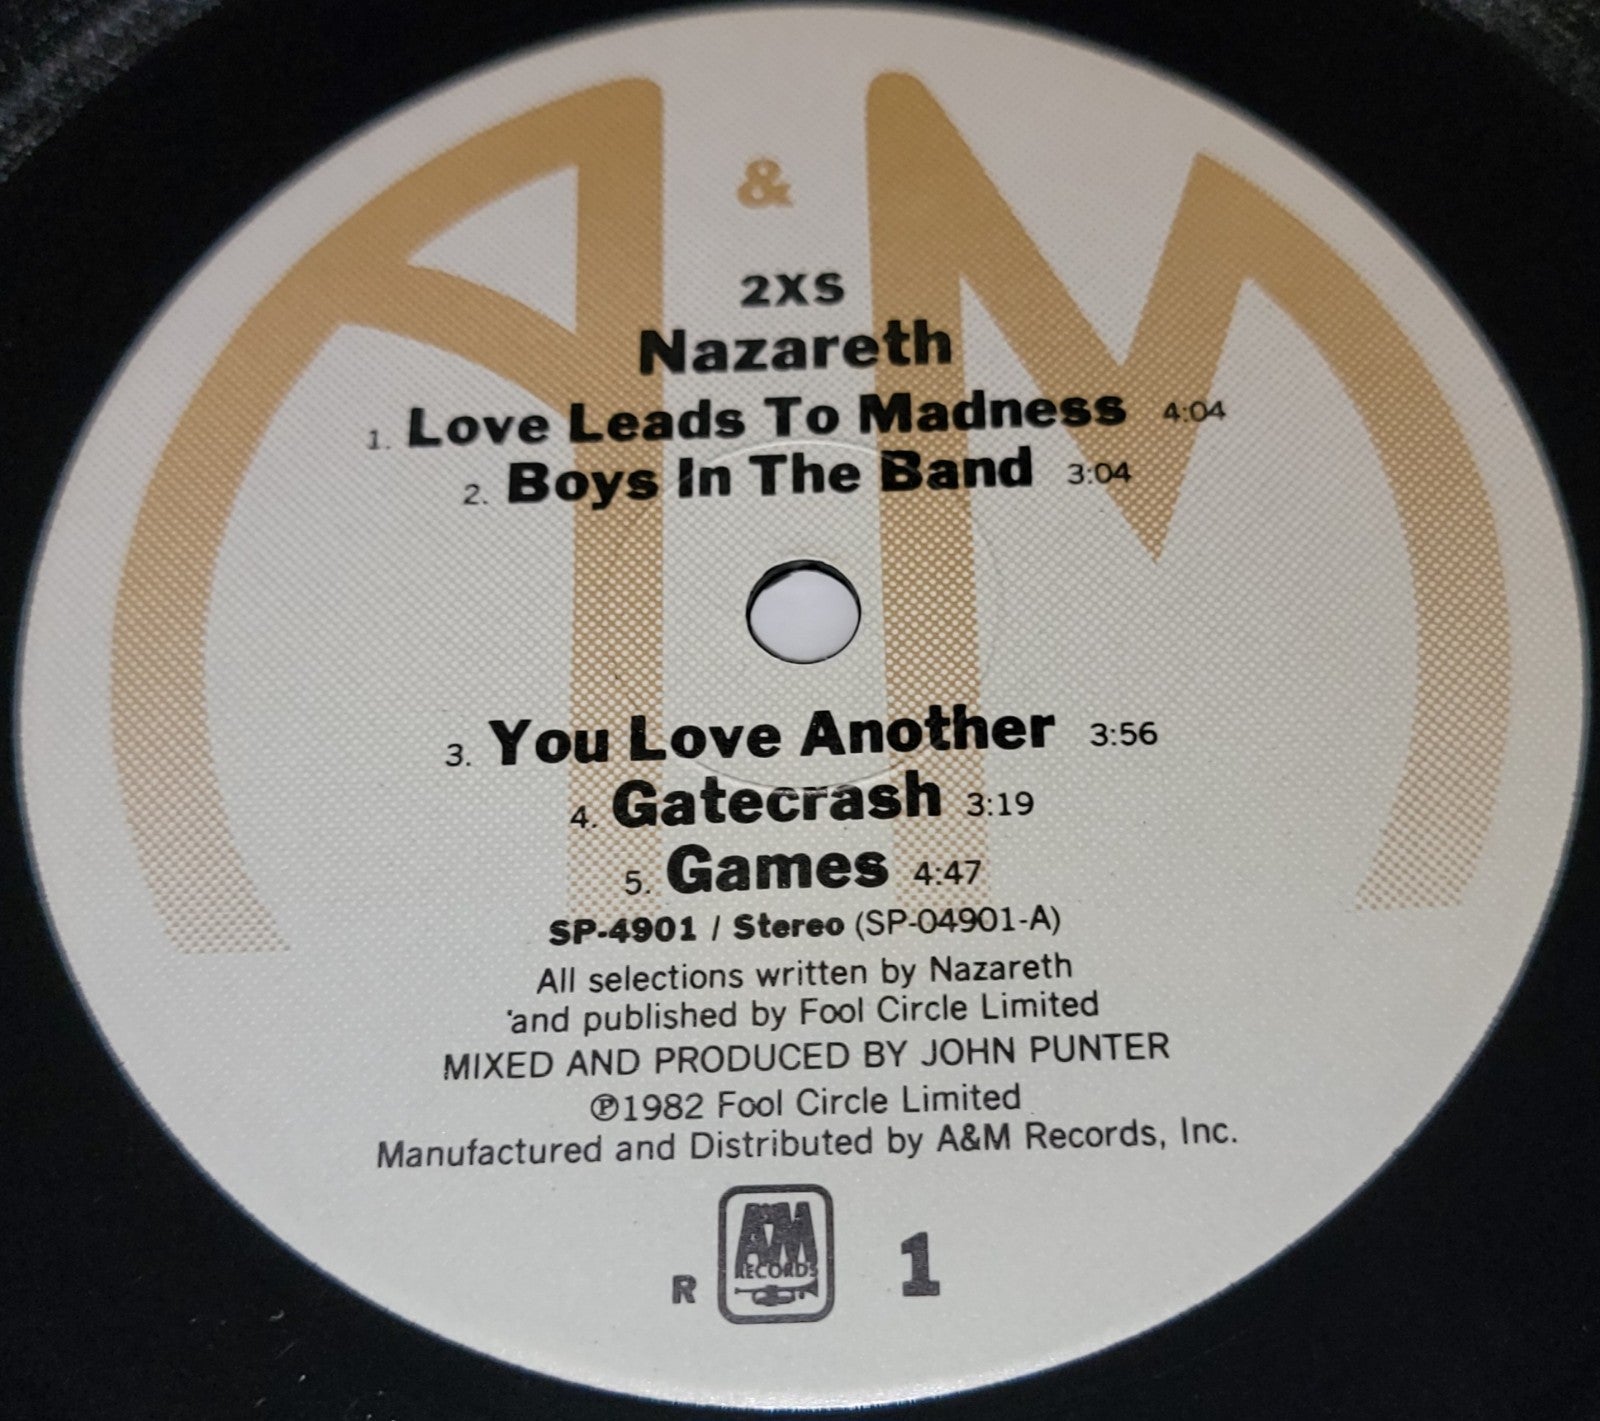 A & M
2XS
Nazareth
1. Love Leads To Madness 4:04
2. Boys In The Band 3:04
3. You Love Another 3:56
4. Gatecrash 3:19
5. Games 4:47
SP-4901 / Stereo (SP-04901-A)
All selections written by Nazareth
and published by Fool Circle Limited
MIXED AND PRODUCED BY JOHN PUNTER
℗1982 Fool Circle Limited
Manufactured and Distributed by A&M Records, Inc.
A&M
RECORDS
R 1